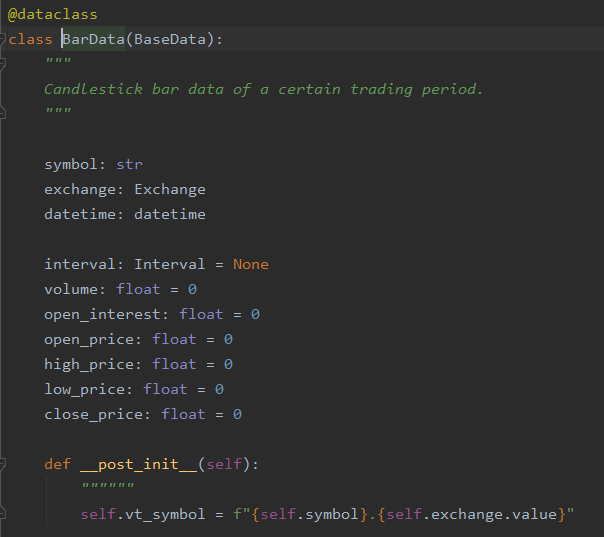 @dataclass
class BarData(BaseData):
    """
    Candlestick bar data of a certain trading period.
    """
    symbol: str
    exchange: Exchange
    datetime: datetime
    interval: Interval = None
    volume: float = 0
    open_interest: float = 0
    open_price: float = 0
    high_price: float = 0
    low_price: float = 0
    close_price: float = 0
    def __post_init__(self):
        """"""
        self.vt_symbol = f"{self.symbol}.{self.exchange.value}"